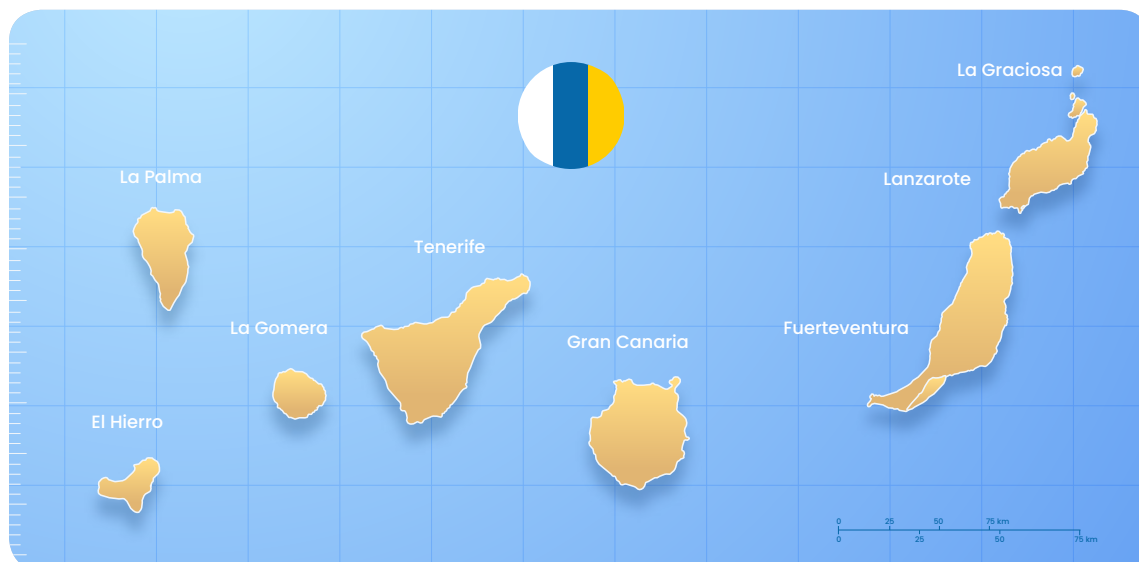 La Graciosa
La Palma
Lanzarote
Tenerife
La Gomera
Fuerteventura
Gran Canaria
El Hierro
0 25 50 75 km
0 25 50 75 km